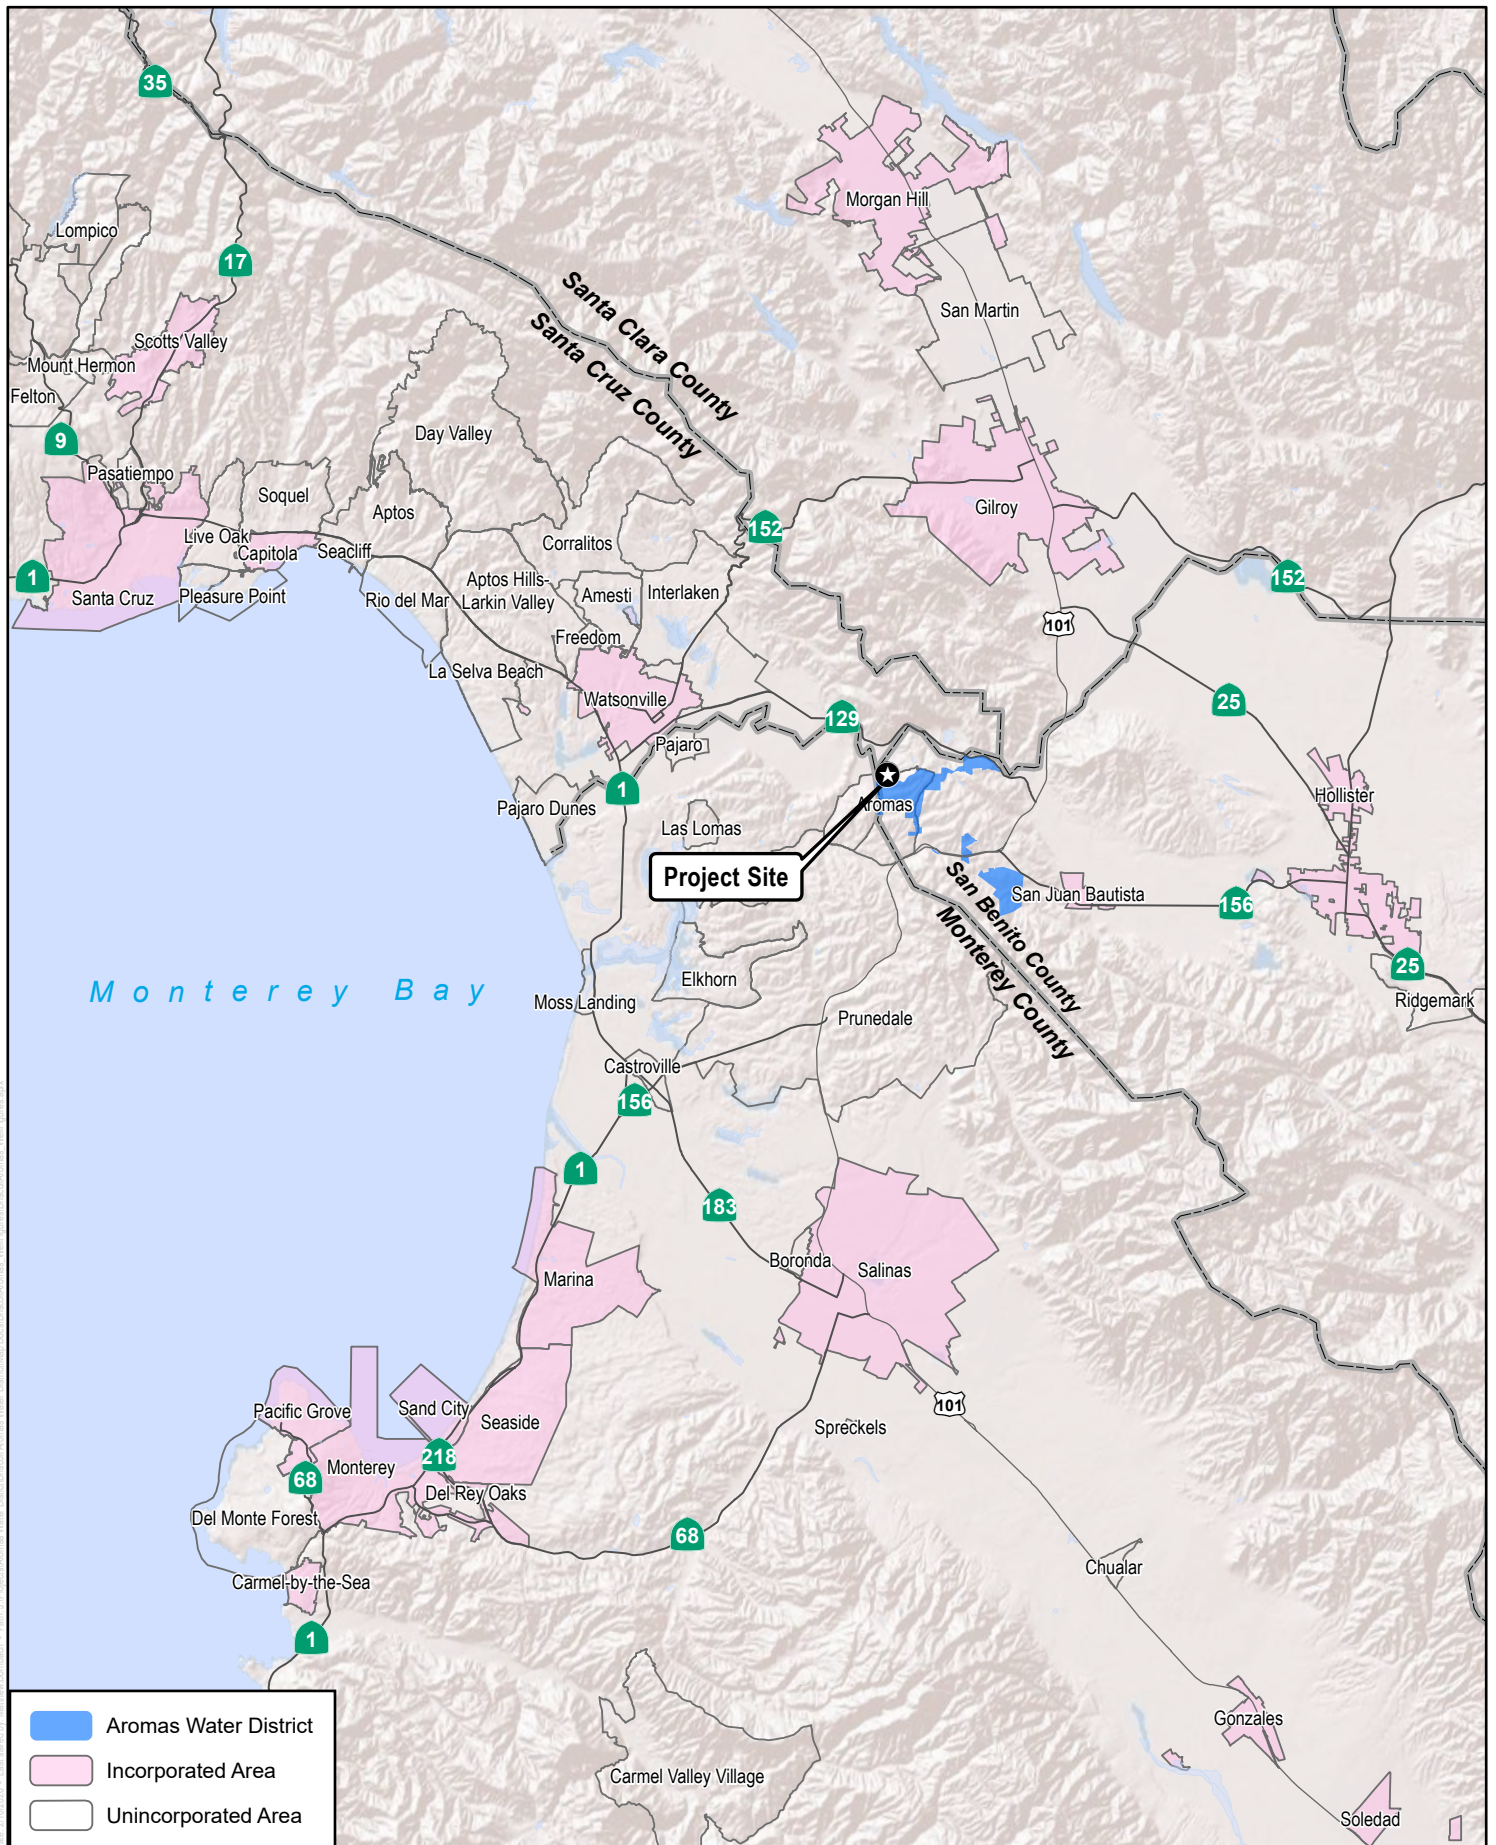 35
Lompico
17
Scotts Valley
Mount Hermon
Felton
9
Pasatiempo
Soquel
Live Oak
Capitola
Seacliff
1
Santa Cruz
Pleasure Point
Day Valley
Aptos
Rio del Mar
Aptos Hills-
Larkin Valley
Corralitos
Amesti
Interlaken
Freedom
La Selva Beach
Watsonville
Santa Clara County
Santa Cruz County
Morgan Hill
San Martin
Gilroy
152
152
101
25
129
Pajaro
Pajaro Dunes
1
Las Lomas
Aromas
Project Site
Hollister
San Juan Bautista
156
25
Ridgemark
San Benito County
Monterey County
Monterey Bay
Elkhorn
Moss Landing
Prunedale
Castroville
156
1
183
Marina
Boronda
Salinas
Pacific Grove
Sand City
Seaside
218
Monterey
68
Del Rey Oaks
Del Monte Forest
101
Spreckels
68
Carmel-by-the-Sea
1
Chualar
Gonzales
Carmel Valley Village
Soledad
Aromas Water District
Incorporated Area
Unincorporated Area